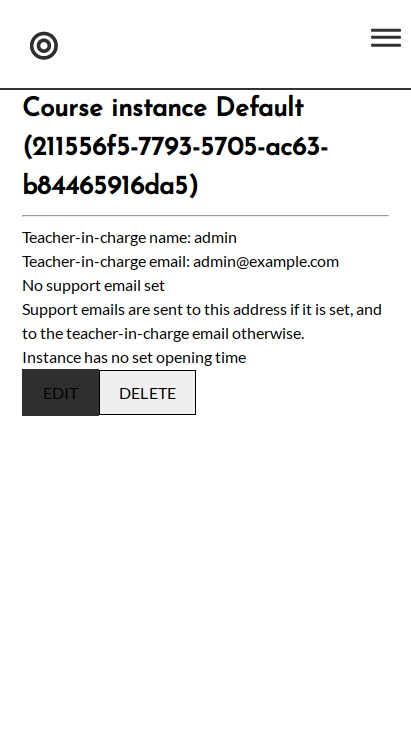 Course instance Default
(211556f5-7793-5705-ac63-
b84465916da5)
Teacher-in-charge name: admin
Teacher-in-charge email: admin@example.com
No support email set
Support emails are sent to this address if it is set, and
to the teacher-in-charge email otherwise.
Instance has no set opening time
EDIT DELETE